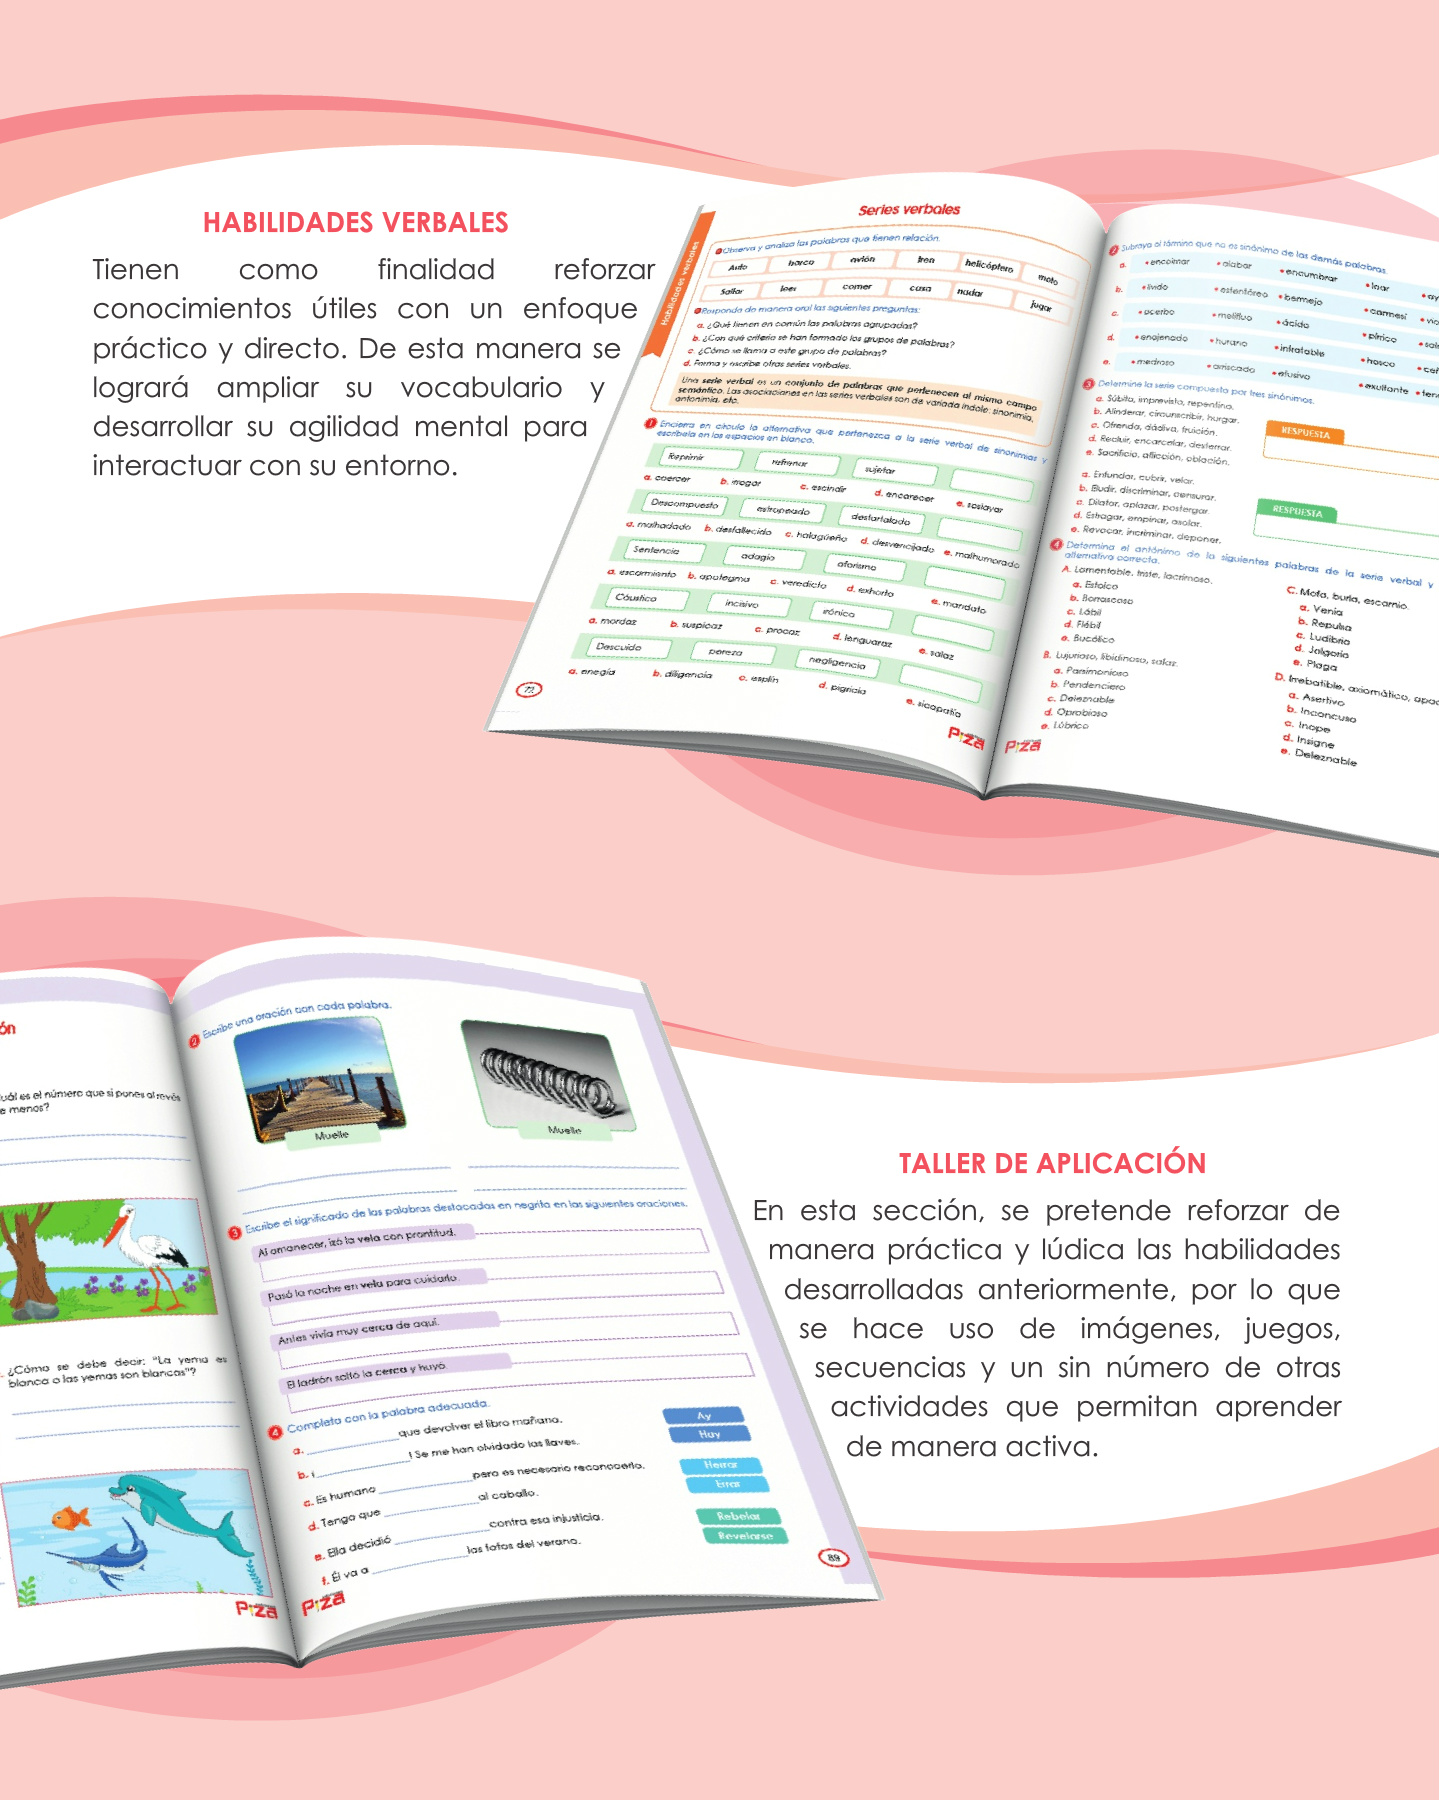 HABILIDADES VERBALES
Tienen como finalidad reforzar
conocimientos útiles con un enfoque
práctico y directo. De esta manera se
logrará ampliar su vocabulario y
desarrollar su agilidad mental para
interactuar con su entorno.
Habilidades verbales
Series verbales
Observa y analiza las palabras que tienen relación.
Auto barco avión tren helicóptero moto
Saltar leer comer casa nadar jugar
Responde de manera oral las siguientes preguntas:
a. ¿Qué tienen en común las palabras agrupadas?
b. ¿Con qué criterio se han formado los grupos de palabras?
c. ¿Cómo se llama a este grupo de palabras?
d. Forma y escribe otras series verbales.
Una serie verbal es un conjunto de palabras que pertenecen al mismo campo
semántico. Las asociaciones en las series verbales son de variada índole: sinonimia,
antonimia, etc.
1 Encierra en círculo la alternativa que pertenezca a la serie verbal de sinonimias y
escríbela en los espacios en blanco.
Reprimir refrenar sujetar
a. coercer b. mogar c. escindir d. encarecer e. soslayar
Descompuesto estropeado destartalado
a. malhadado b. desfallecido c. halagüeño d. desvencijado e. malhumorado
Sentencia adagio aforismo
a. escarmiento b. apotegma c. veredicto d. exhorto e. mandato
Cáustico incisivo irónico
a. mordaz b. suspicaz c. procaz d. lenguaraz e. salaz
Descuido pereza negligencia
a. energía b. diligencia c. esplín d. pigricia e. sicopatía
72
Piza
2 Subraya el término que no es sinónimo de las demás palabras.
a. • encomiar • alabar • encumbrar • loar
b. • lívido • estentóreo • bermejo • carmesí
c. • acerbo • melifluo • ácido • pírrico
d. • enajenado • huraño • intratable • hosco
e. • medroso • arriscado • efusivo • exultante
3 Determina la serie compuesta por tres sinónimos.
a. Súbito, imprevisto, repentino.
b. Alinderar, circunscribir, hurgar.
c. Ofrenda, dádiva, fruición.
d. Recluir, encarcelar, desterrar.
e. Sacrificio, aflicción, oblación.
RESPUESTA
a. Enfundar, cubrir, velar.
b. Eludir, discriminar, censurar.
c. Dilatar, aplazar, postergar.
d. Estragar, empinar, asolar.
e. Revocar, incriminar, deponer.
RESPUESTA
4 Determina el antónimo de la siguientes palabras de la serie verbal y
alternativa correcta.
A. Lamentable, triste, lacrimoso.
a. Estoico
b. Borrascoso
c. Lábil
d. Flébil
e. Bucólico
B. Lujurioso, libidinoso, salaz.
a. Parsimonioso
b. Pendenciero
c. Deleznable
d. Oprobioso
e. Lúbrico
C. Mofa, burla, escarnio.
a. Venia
b. Repulsa
c. Ludibrio
d. Jolgorio
e. Plaga
D. Irrebatible, axiomático,
a. Asertivo
b. Inconcuso
c. Inope
d. Insigne
e. Deleznable
Piza
ón
uál es el número que si pones al revés
e menos?
¿Cómo se debe decir: "La yema es
blanca o las yemas son blancas"?
Piza
2 Escribe una oración con cada palabra.
Muelle Muelle
3 Escribe el significado de las palabras destacadas en negrita en las siguientes oraciones.
Al amanecer, izó la vela con prontitud.
Pasó la noche en vela para cuidarlo.
Antes vivía muy cerca de aquí.
El ladrón saltó la cerca y huyó.
4 Completa con la palabra adecuada.
a. ____ que devolver el libro mañana.
b. ¡____! Se me han olvidado las llaves.
c. Es humano ____ pero es necesario reconocerlo.
d. Tengo que ____ al caballo.
e. Ella decidió ____ contra esa injusticia.
f. Él va a ____ las fotos del verano.
Ay
Hay
Herrar
Errar
Rebelar
Revelarse
89
Piza
TALLER DE APLICACIÓN
En esta sección, se pretende reforzar de
manera práctica y lúdica las habilidades
desarrolladas anteriormente, por lo que
se hace uso de imágenes, juegos,
secuencias y un sin número de otras
actividades que permitan aprender
de manera activa.